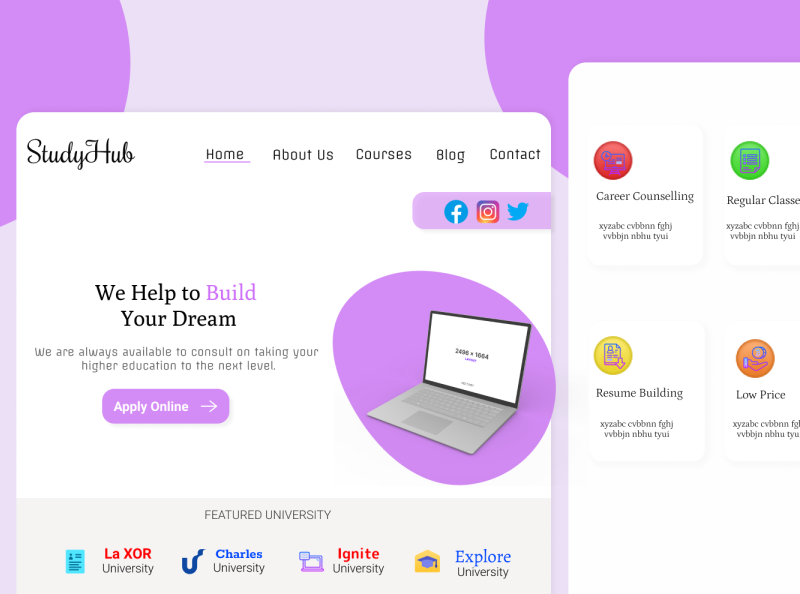 StudyHub
Home About Us Courses Blog Contact
We Help to Build
Your Dream
We are always available to consult on taking your
higher education to the next level.
Apply Online
2496 x 1664
FEATURED UNIVERSITY
La XOR
University
Charles
University
Ignite
University
Explore
University
Career Counselling
xyzabc cvbbnn fghj
vvbbjn nbhu tyui
Regular Classe
xyzabc cvbbnn fghj
vvbbjn nbhu tyui
Resume Building
xyzabc cvbbnn fghj
vvbbjn nbhu tyui
Low Price
xyzabc cvbbnn fghj
vvbbjn nbhu tyui